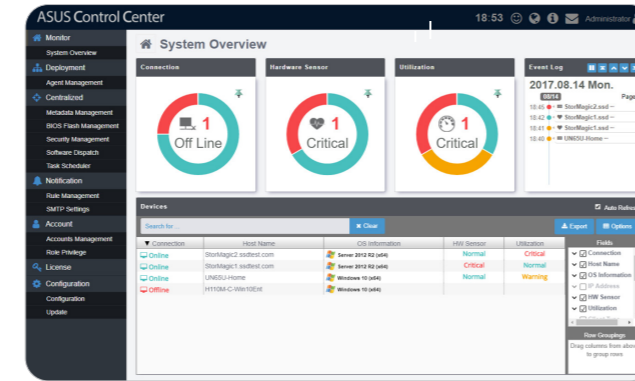 ASUS Control Center
18:53
Administrator
Monitor
System Overview
Deployment
Agent Management
Centralized
Metadata Management
BIOS Flash Management
Security Management
Software Dispatch
Task Scheduler
Notification
Rule Management
SMTP Settings
Account
Accounts Management
Role Privilege
License
Configuration
Configuration
Update
System Overview
Connection
1
Off Line
Hardware Sensor
1
Critical
Utilization
1
Critical
Event Log
2017.08.14 Mon.
08/14 Page
18:45 StorMagic2.ssd --
18:42 StorMagic1.ssd --
18:41 StorMagic1.ssd --
18:40 UN65U-Home --
Devices
Auto Refres
Search for ...
Clear
Export
Options
Connection Host Name OS Information HW Sensor Utilization
Online StorMagic2.ssdtest.com Server 2012 R2 (x64) Normal Critical
Online StorMagic1.ssdtest.com Server 2012 R2 (x64) Critical Normal
Online UN65U-Home Windows 10 (x64) Normal Warning
Offline H110M-C-Win10Ent Windows 10 (x64)
Fields
Connection
Host Name
OS Information
IP Address
HW Sensor
Utilization
Row Groupings
Drag columns from above
to group rows